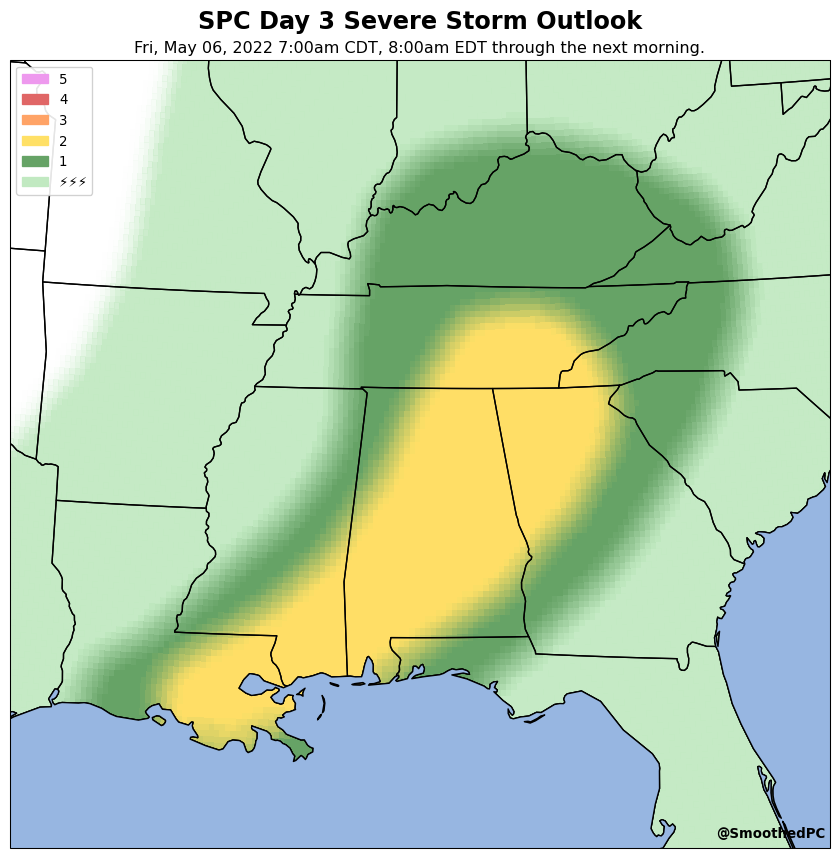 SPC Day 3 Severe Storm Outlook
Fri, May 06, 2022 7:00am CDT, 8:00am EDT through the next morning.
5
4
3
2
1
⚡⚡⚡
@SmoothedPC